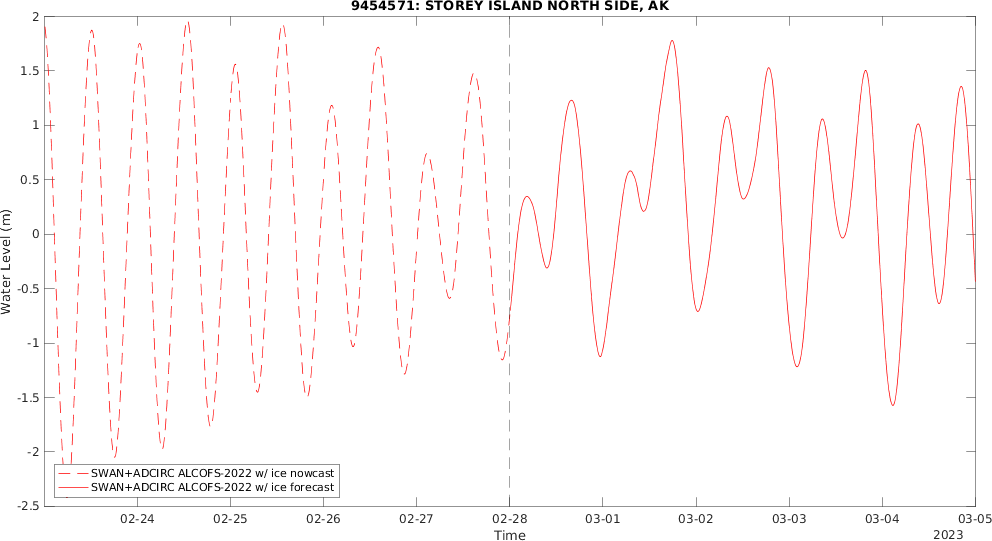 9454571: STOREY ISLAND NORTH SIDE, AK
2
1.5
1
0.5
0
-0.5
-1
-1.5
-2
-2.5
Water Level (m)
SWAN+ADCIRC ALCOFS-2022 w/ ice nowcast
SWAN+ADCIRC ALCOFS-2022 w/ ice forecast
02-24 02-25 02-26 02-27 02-28 03-01 03-02 03-03 03-04 03-05
Time
2023